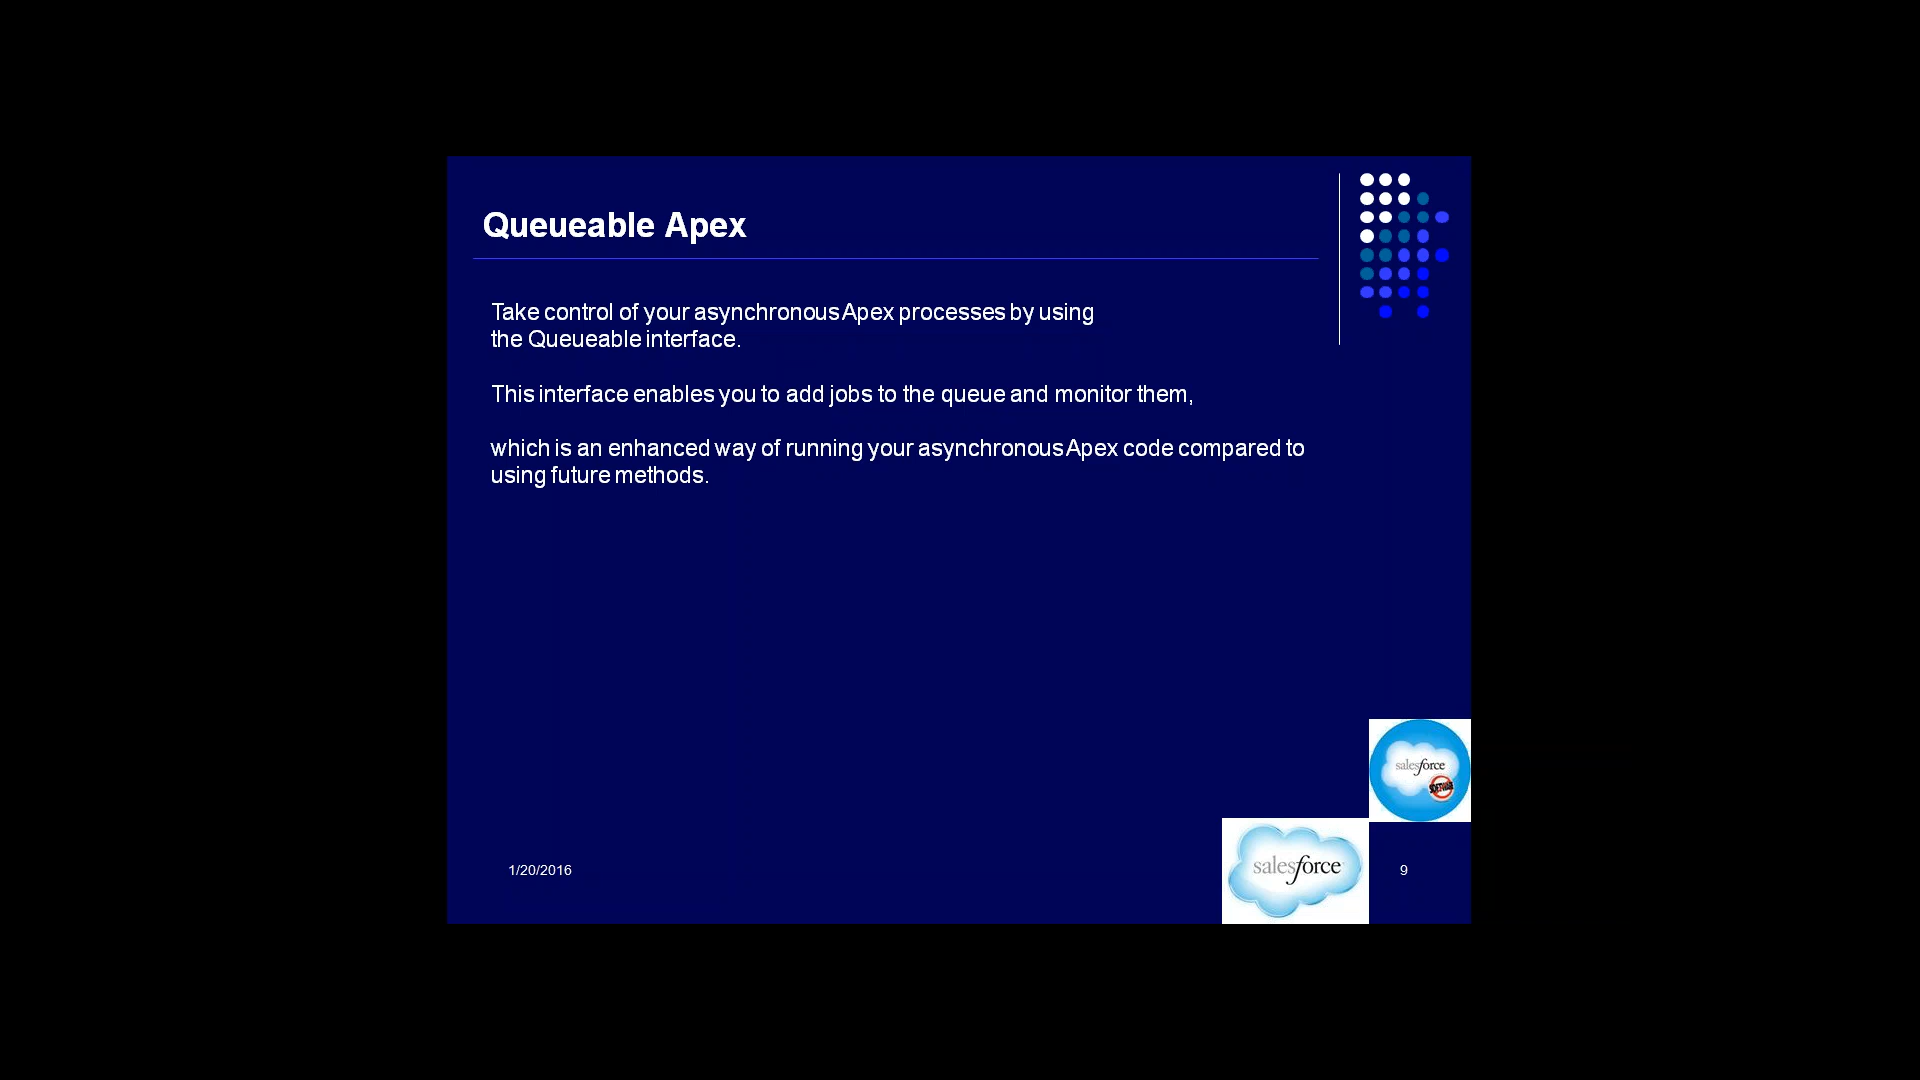 Queueable Apex
Take control of your asynchronous Apex processes by using
the Queueable interface.
This interface enables you to add jobs to the queue and monitor them,
which is an enhanced way of running your asynchronous Apex code compared to
using future methods.
salesforce
SOFTWARE
1/20/2016
salesforce
9